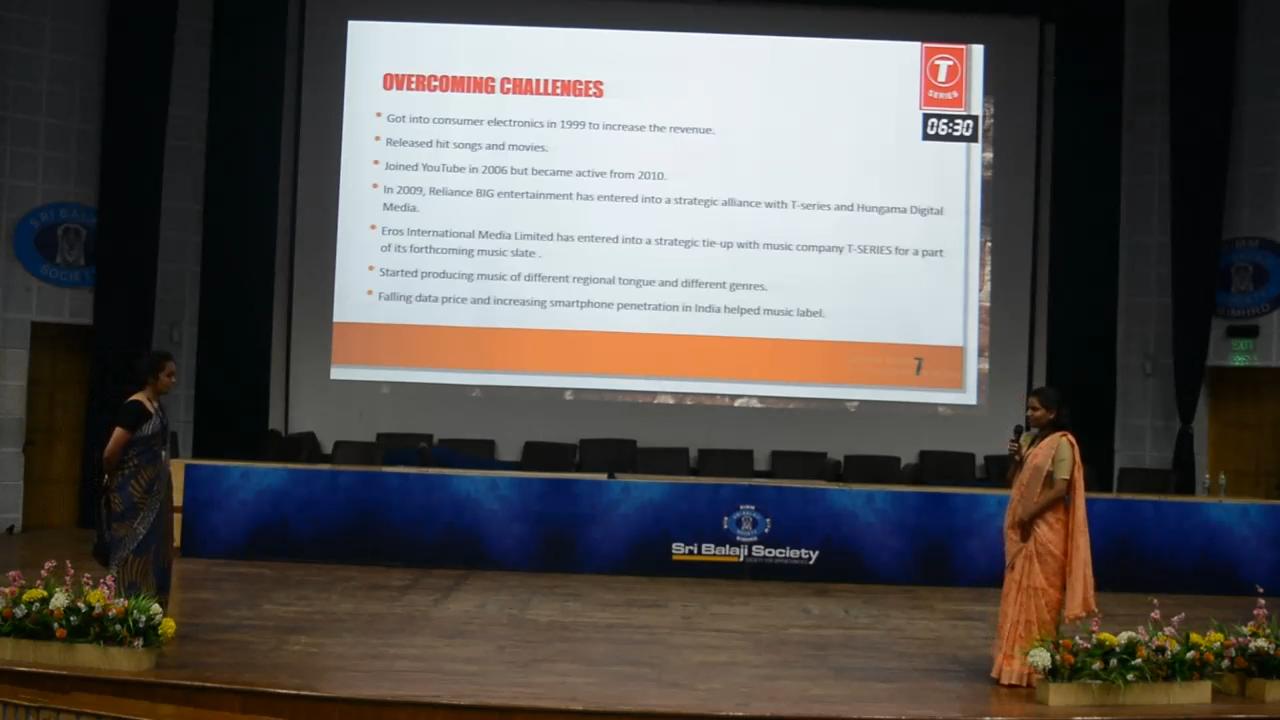 OVERCOMING CHALLENGES
T
SERIES
06:30
Got into consumer electronics in 1999 to increase the revenue.
Released hit songs and movies.
Joined YouTube in 2006 but became active from 2010.
In 2009, Reliance BIG entertainment has entered into a strategic alliance with T-series and Hungama Digital
Media.
Eros International Media Limited has entered into a strategic tie-up with music company T-SERIES for a part
of its forthcoming music slate .
Started producing music of different regional tongue and different genres.
Falling data price and increasing smartphone penetration in India helped music label.
7
SRI BALA
SOCIETY
EXIT
Sri Balaji Society